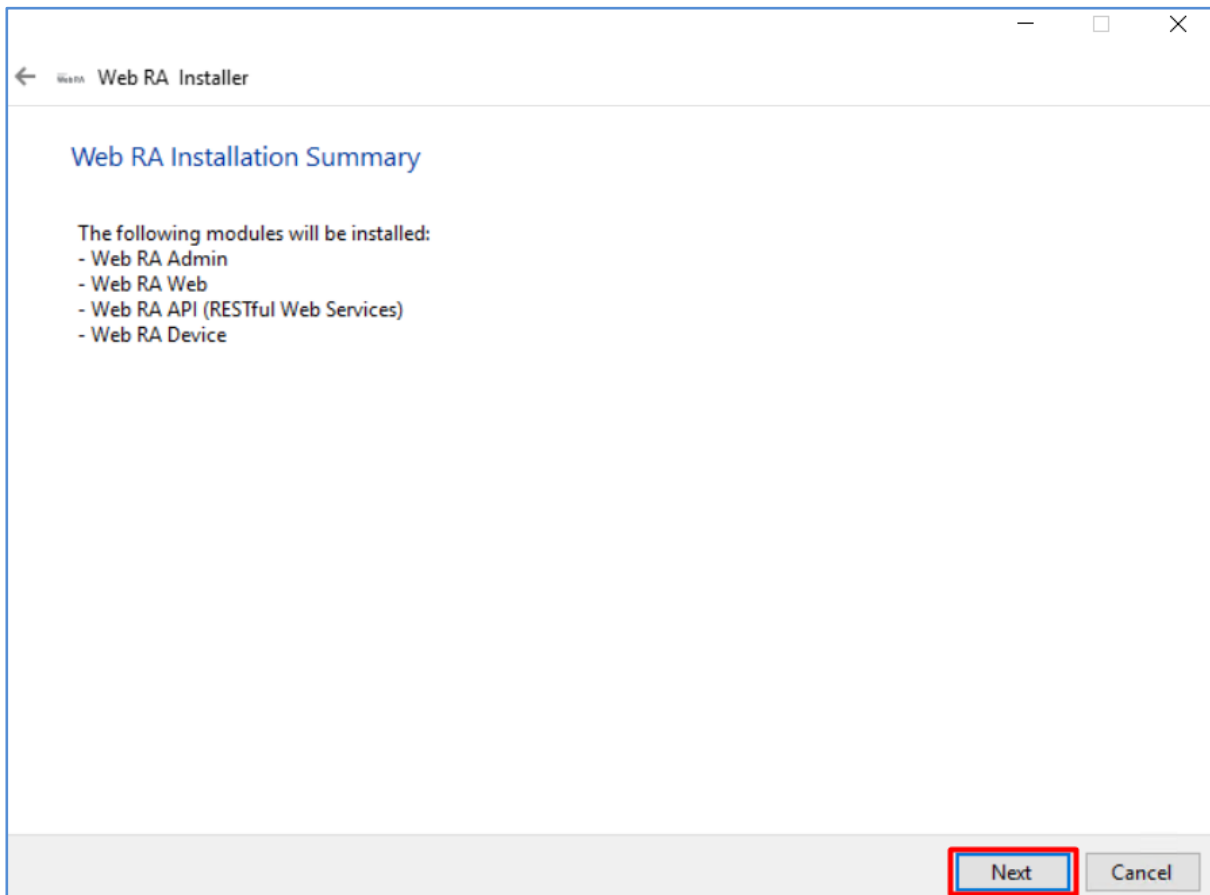 Web RA Installer
Web RA Installation Summary
The following modules will be installed:
- Web RA Admin
- Web RA Web
- Web RA API (RESTful Web Services)
- Web RA Device
Next Cancel